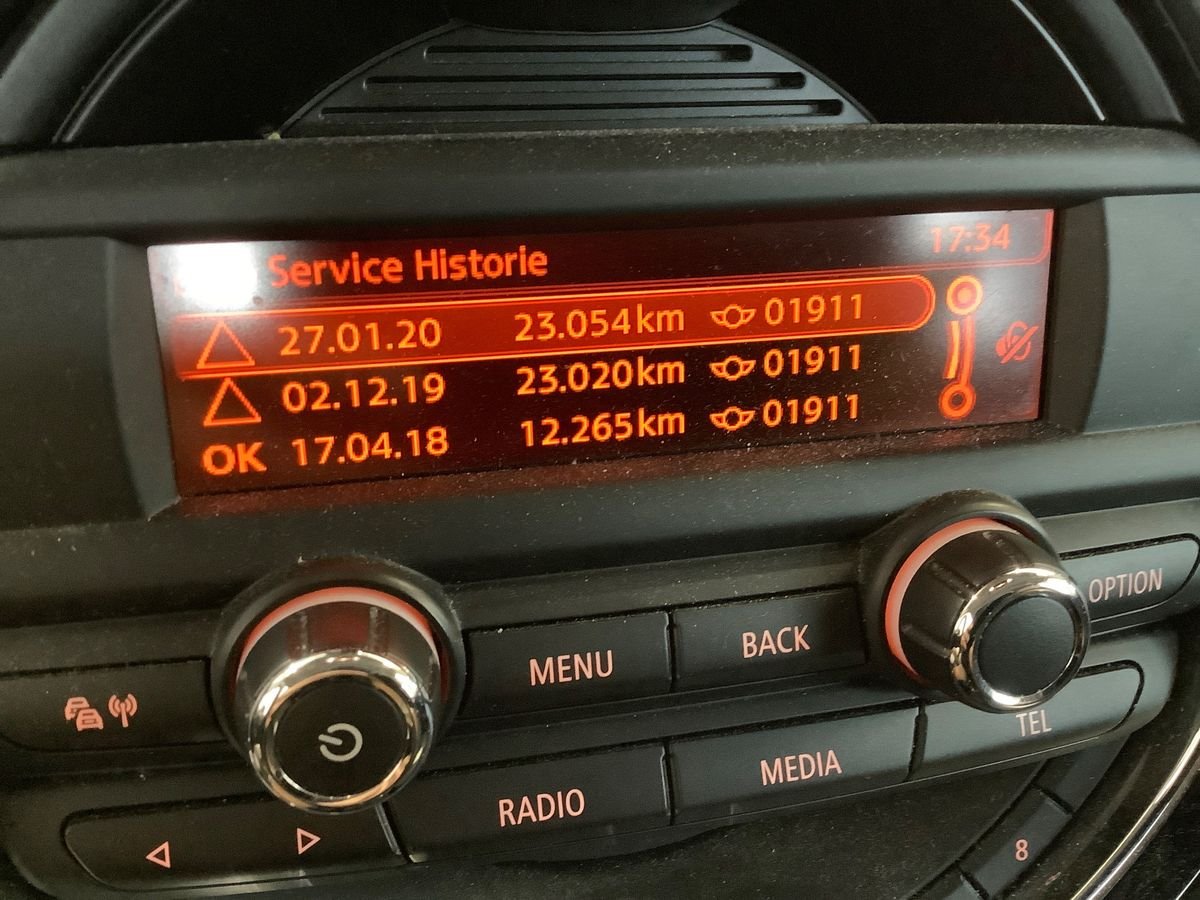 Service Historie
17:34
27.01.20 23.054km 01911
02.12.19 23.020km 01911
OK 17.04.18 12.265km 01911
MENU
BACK
OPTION
RADIO
MEDIA
TEL
8